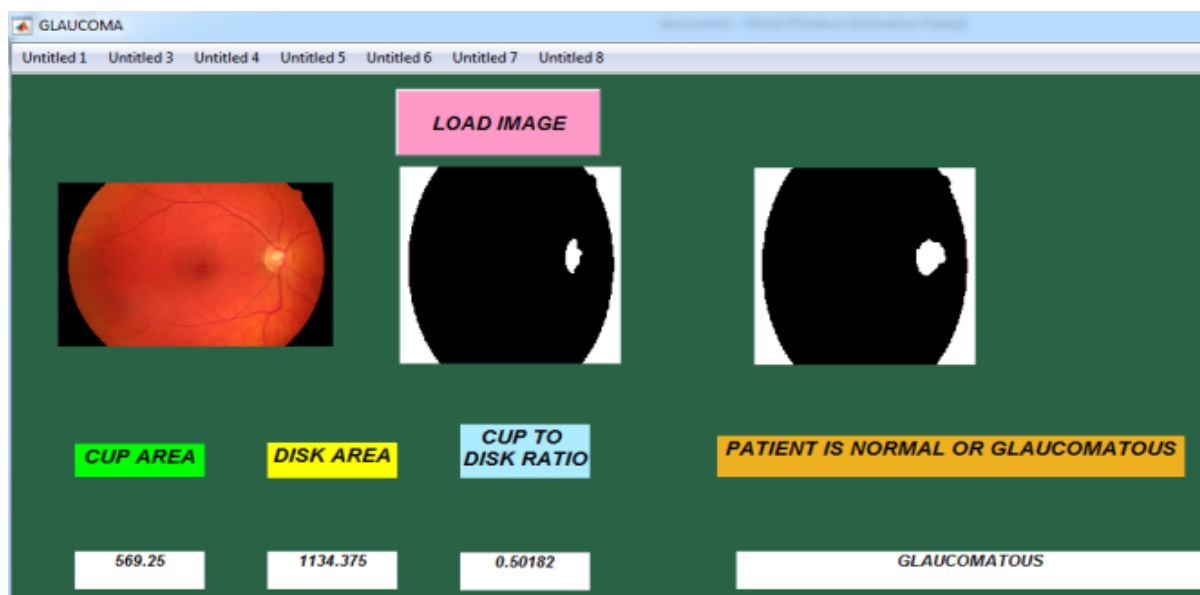 GLAUCOMA
Untitled 1 Untitled 3 Untitled 4 Untitled 5 Untitled 6 Untitled 7 Untitled 8
LOAD IMAGE
CUP AREA
DISK AREA
CUP TO
DISK RATIO
PATIENT IS NORMAL OR GLAUCOMATOUS
569.25
1134.375
0.50182
GLAUCOMATOUS